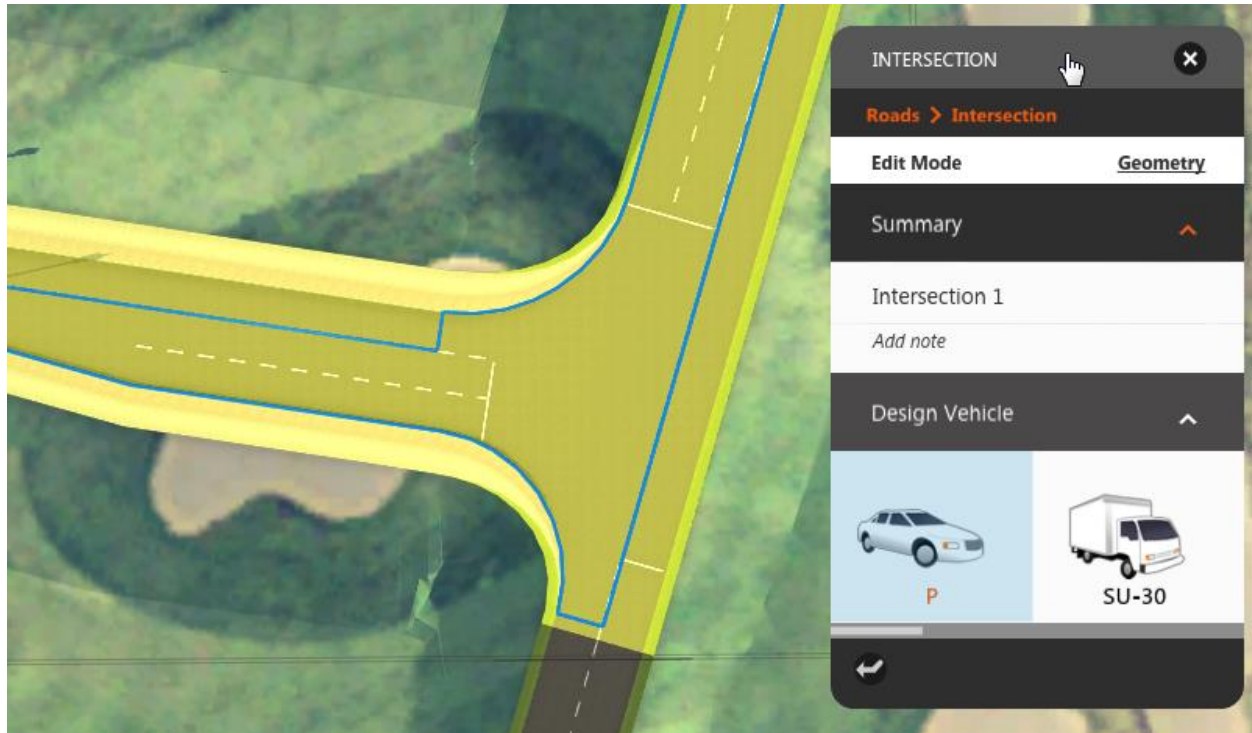 INTERSECTION
Roads > Intersection
Edit Mode Geometry
Summary
Intersection 1
Add note
Design Vehicle
P SU-30